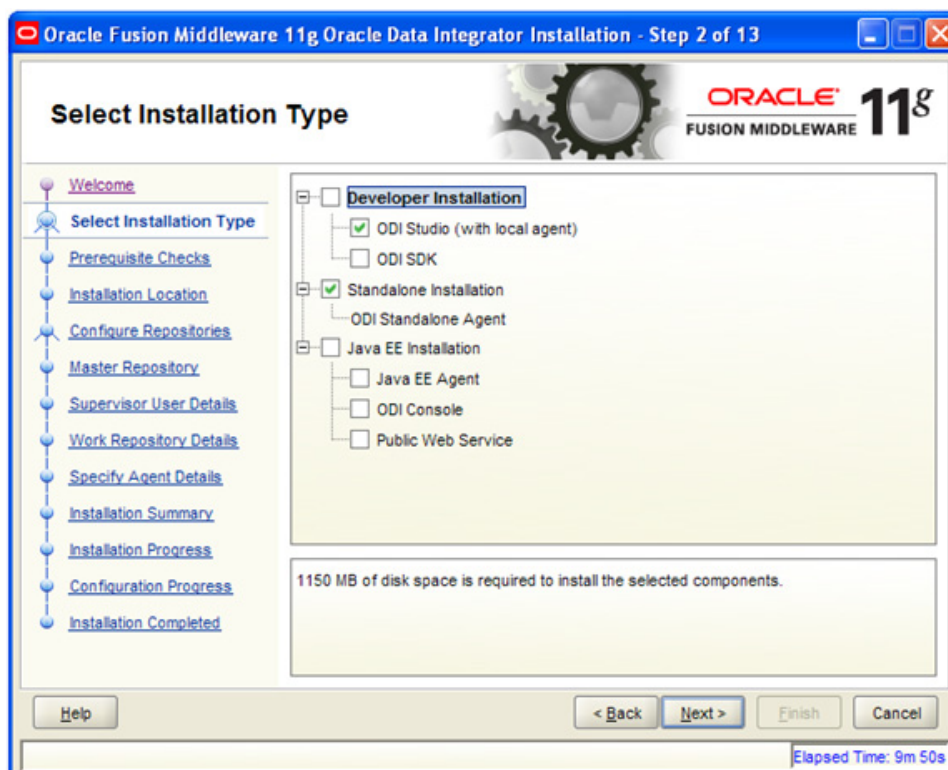 Oracle Fusion Middleware 11g Oracle Data Integrator Installation - Step 2 of 13
Select Installation Type
ORACLE®
FUSION MIDDLEWARE
11g
Welcome
Select Installation Type
Prerequisite Checks
Installation Location
Configure Repositories
Master Repository
Supervisor User Details
Work Repository Details
Specify Agent Details
Installation Summary
Installation Progress
Configuration Progress
Installation Completed
Developer Installation
ODI Studio (with local agent)
ODI SDK
Standalone Installation
ODI Standalone Agent
Java EE Installation
Java EE Agent
ODI Console
Public Web Service
1150 MB of disk space is required to install the selected components.
Help
< Back
Next >
Finish
Cancel
Elapsed Time: 9m 50s